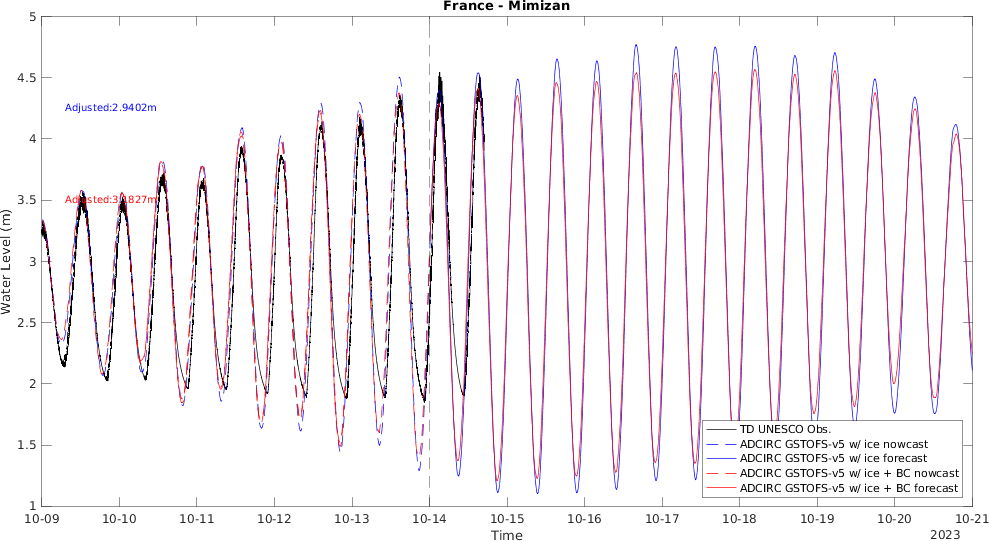 France - Mimizan
5
4.5
4
3.5
3
2.5
2
1.5
1
Water Level (m)
Adjusted:2.9402m
TD UNESCO Obs.
ADCIRC GSTOFS-v5 w/ ice nowcast
ADCIRC GSTOFS-v5 w/ ice forecast
ADCIRC GSTOFS-v5 w/ ice + BC nowcast
ADCIRC GSTOFS-v5 w/ ice + BC forecast
10-09 10-10 10-11 10-12 10-13 10-14 10-15 10-16 10-17 10-18 10-19 10-20 10-21
Time
2023